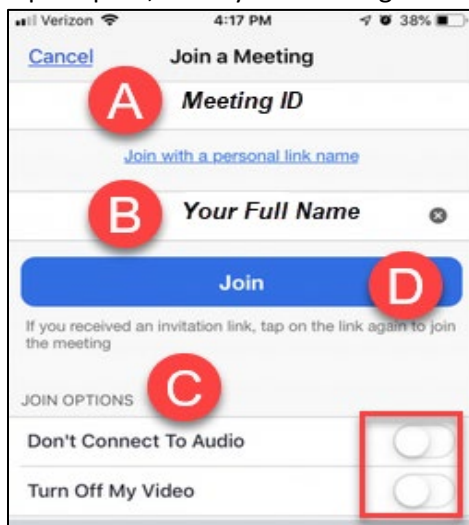 Verizon 4:17 PM 38%
Cancel Join a Meeting
A Meeting ID
Join with a personal link name
B Your Full Name
Join D
If you received an invitation link, tap on the link again to join
the meeting
JOIN OPTIONS C
Don't Connect To Audio
Turn Off My Video